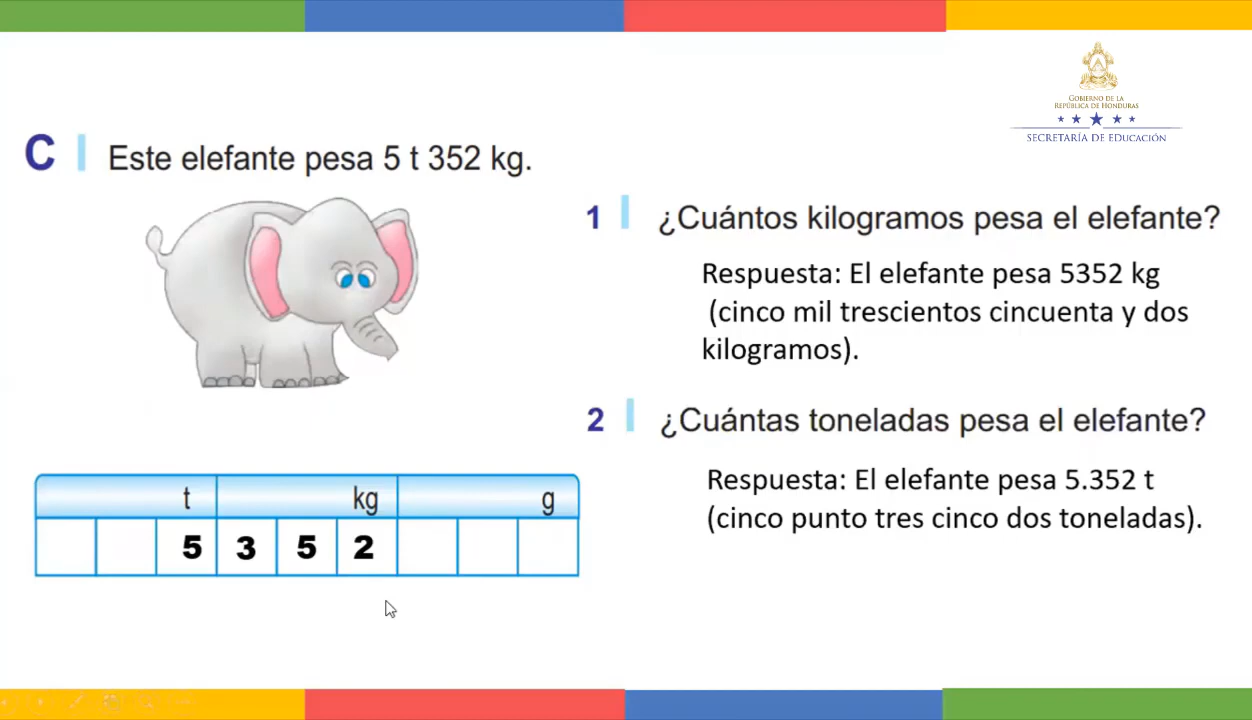 GOBIERNO DE LA
REPÚBLICA DE HONDURAS
SECRETARÍA DE EDUCACIÓN
C Este elefante pesa 5 t 352 kg.
1 ¿Cuántos kilogramos pesa el elefante?
Respuesta: El elefante pesa 5352 kg
(cinco mil trescientos cincuenta y dos
kilogramos).
2 ¿Cuántas toneladas pesa el elefante?
Respuesta: El elefante pesa 5.352 t
(cinco punto tres cinco dos toneladas).
t kg g
5 3 5 2